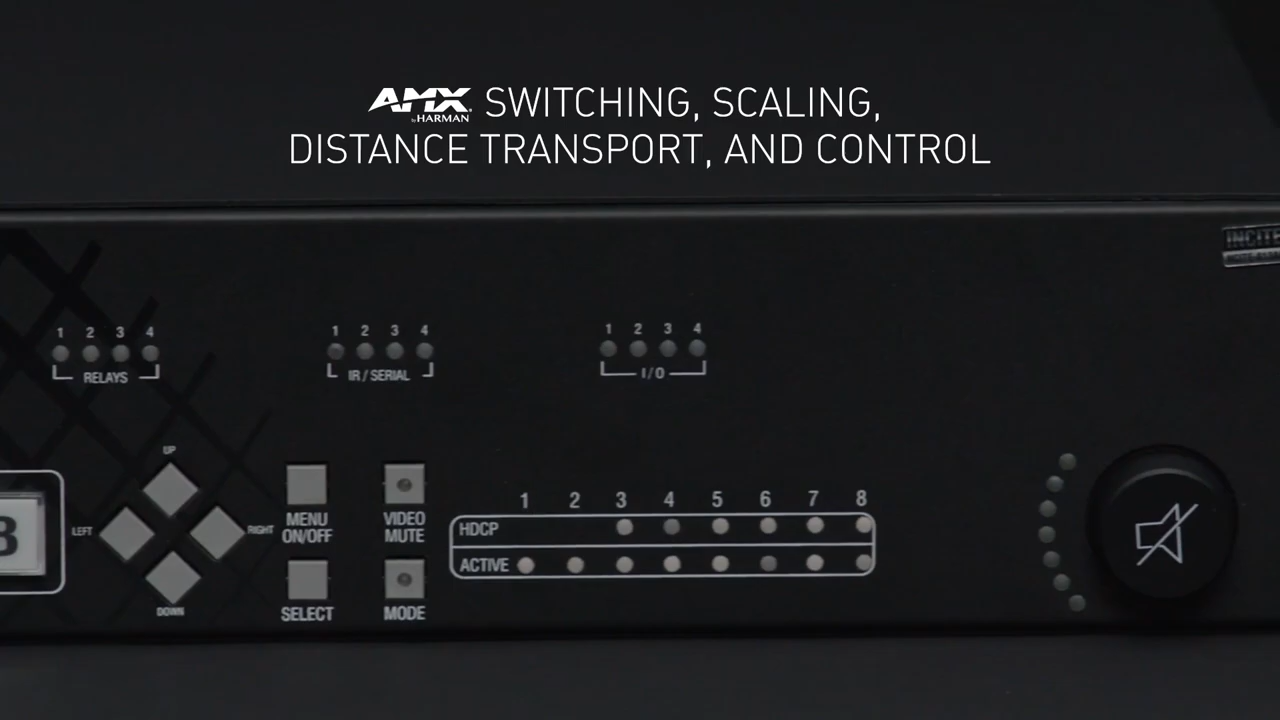 AMX by HARMAN SWITCHING, SCALING,
DISTANCE TRANSPORT, AND CONTROL
1 2 3 4
RELAYS
1 2 3 4
IR / SERIAL
1 2 3 4
I/O
UP
LEFT
RIGHT
DOWN
MENU
ON/OFF
SELECT
VIDEO
MUTE
MODE
1 2 3 4 5 6 7 8
HDCP
ACTIVE